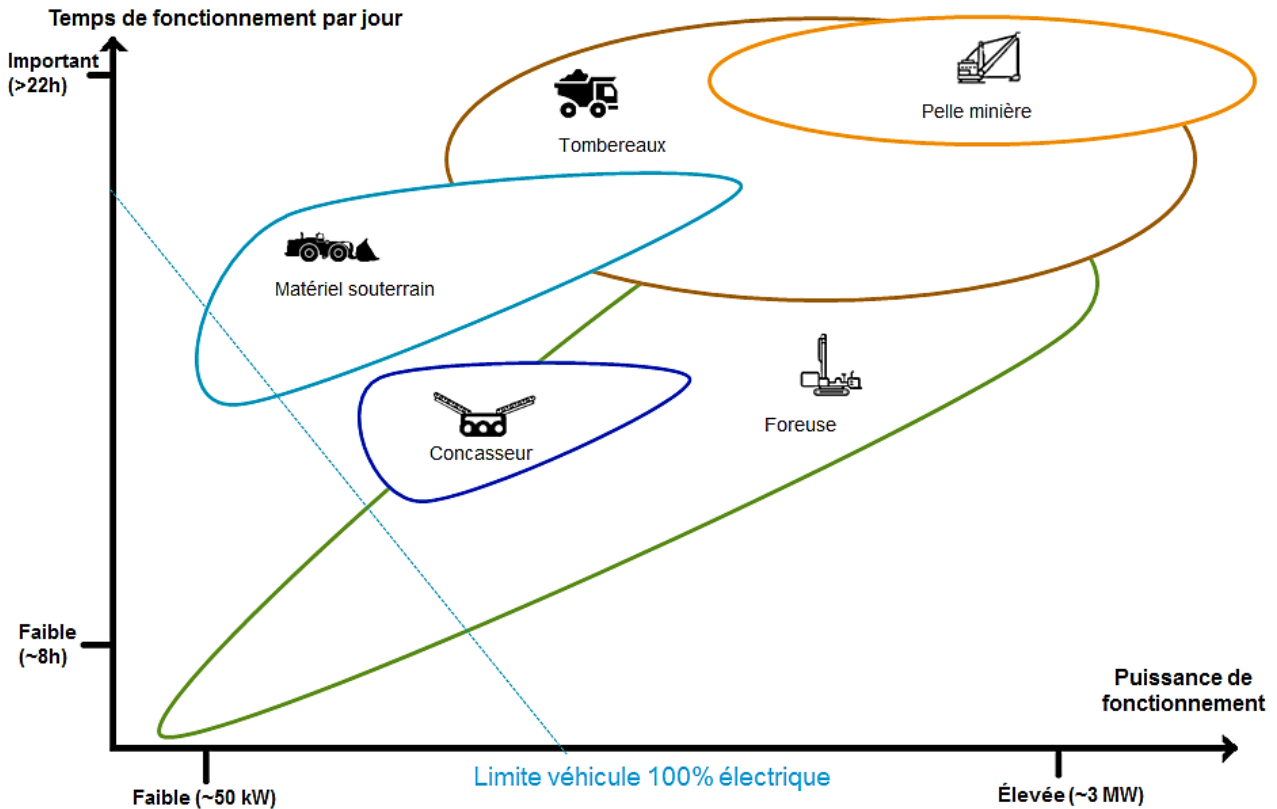 Temps de fonctionnement par jour
Important
(>22h)
Pelle minière
Tombereaux
Matériel souterrain
Foreuse
Concasseur
Faible
(~8h)
Puissance de
fonctionnement
Limite véhicule 100% électrique
Faible (~50 kW)
Élevée (~3 MW)